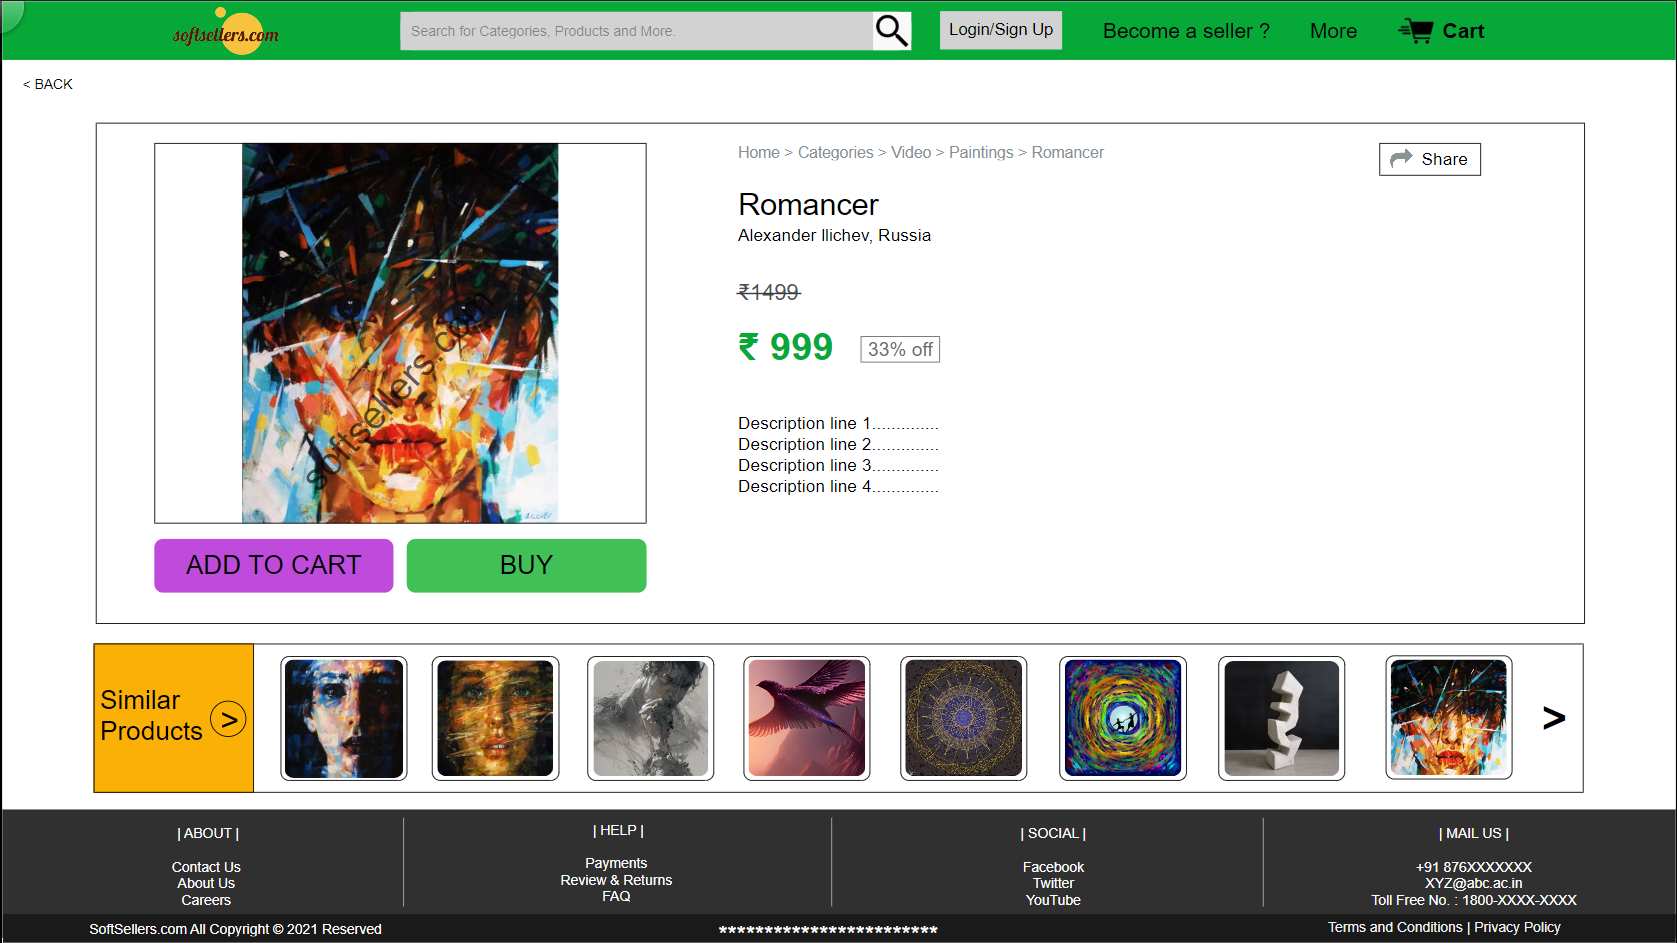 softsellers.com
Search for Categories, Products and More.
Login/Sign Up
Become a seller ?
More
Cart
< BACK
Home > Categories > Video > Paintings > Romancer
Share
Romancer
Alexander Ilichev, Russia
₹1499
₹ 999
33% off
Description line 1..............
Description line 2..............
Description line 3..............
Description line 4..............
softsellers.com
ADD TO CART
BUY
Similar
Products >
>
| ABOUT |
Contact Us
About Us
Careers
| HELP |
Payments
Review & Returns
FAQ
| SOCIAL |
Facebook
Twitter
YouTube
| MAIL US |
+91 876XXXXXXX
XYZ@abc.ac.in
Toll Free No. : 1800-XXXX-XXXX
SoftSellers.com All Copyright © 2021 Reserved
************************
Terms and Conditions | Privacy Policy